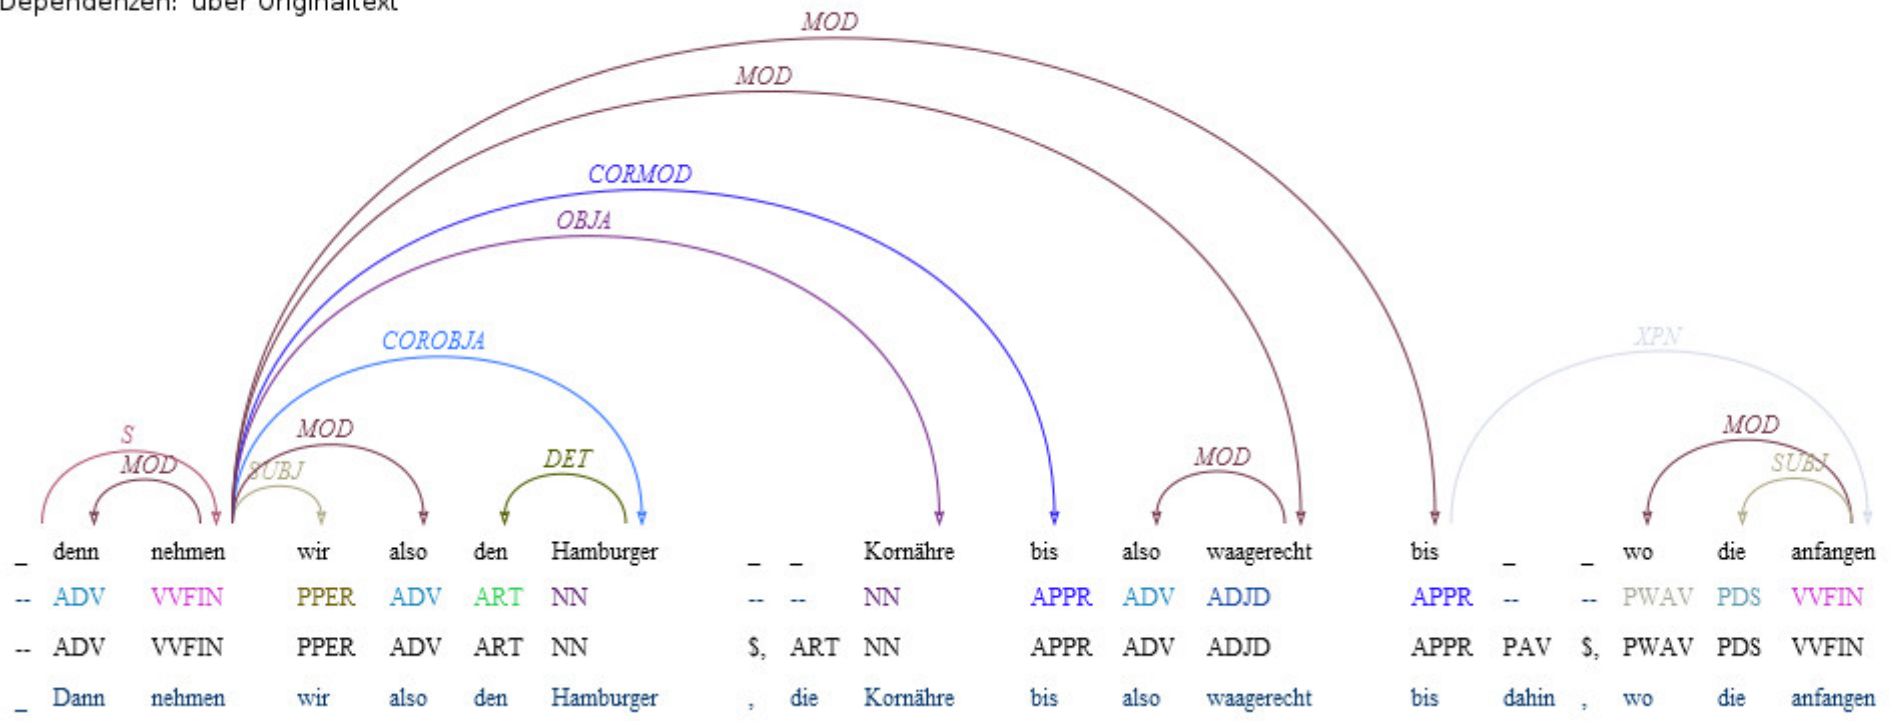 Dependenzen: über Originaltext
MOD
MOD
CORMOD
OBJA
COROBJA
XPN
S MOD MOD
MOD SUBJ DET MOD SUBJ
_ denn nehmen wir also den Hamburger _ _ Kornähre bis also waagerecht bis _ _ wo die anfangen
-- ADV VVFIN PPER ADV ART NN -- -- NN APPR ADV ADJD APPR -- -- PWAV PDS VVFIN
-- ADV VVFIN PPER ADV ART NN $, ART NN APPR ADV ADJD APPR PAV $, PWAV PDS VVFIN
_ Dann nehmen wir also den Hamburger , die Kornähre bis also waagerecht bis dahin , wo die anfangen